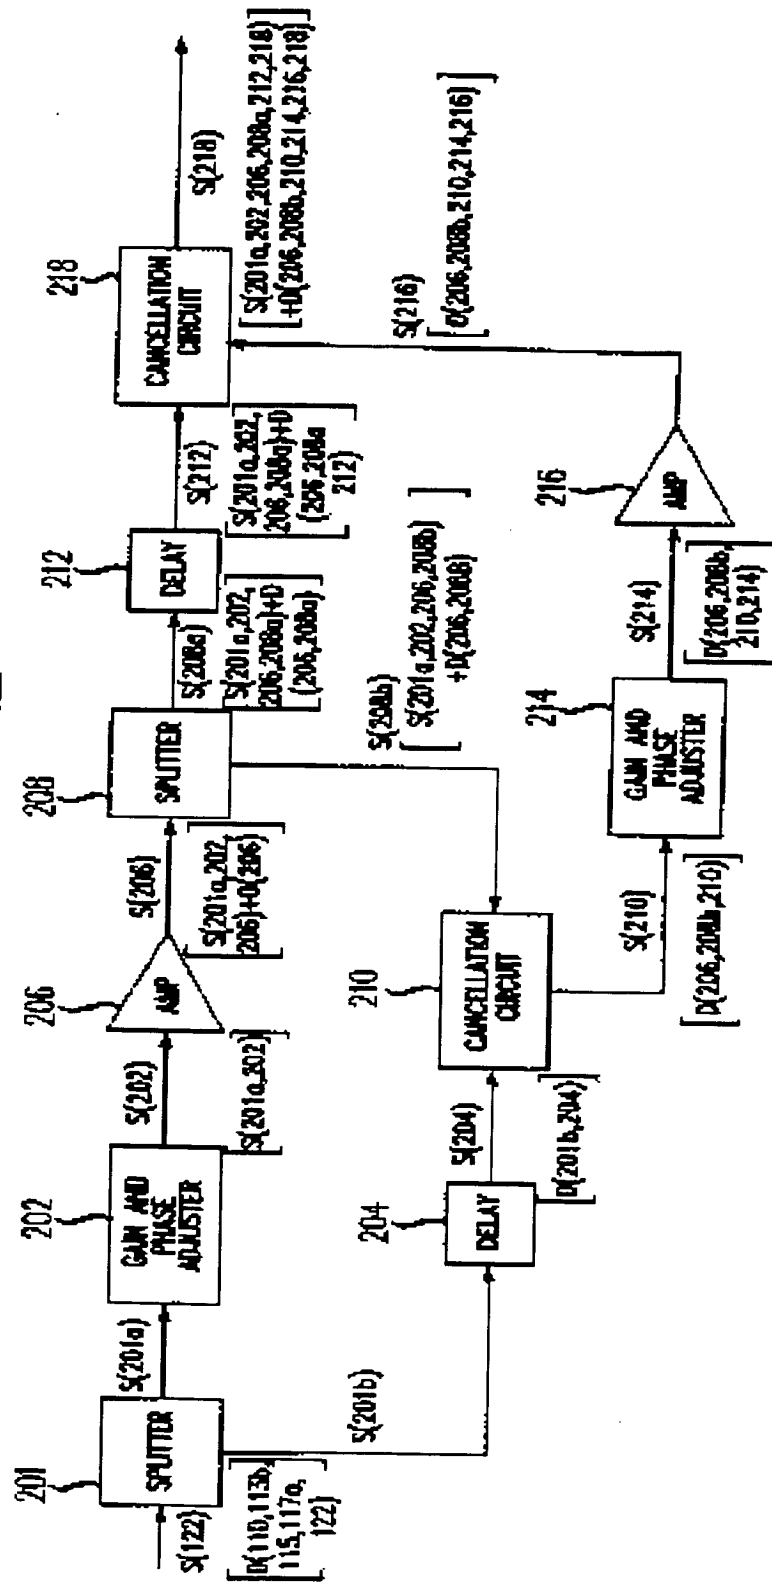 201
SPLITTER
S(122)
[D(110,113b,
115,117a,
122)]
S(201a)
S(201b)
202
GAIN AND
PHASE
ADJUSTER
S(202)
[S(201a,202)]
206
AMP
S(206)
[S(201a,202
206)+D(206)]
208
SPLITTER
S(208a)
[S(201a,202,
206,208a)+D
(206,208a)]
212
DELAY
S(212)
[S(201a,202,
206,208a)+D
(206,208a
212)]
218
CANCELLATION
CIRCUIT
S(218)
[S(201a,202,206,208a,212,218)
+D(206,208b,210,214,216,218)]
204
DELAY
S(204)
[D(201b,204)]
210
CANCELLATION
CIRCUIT
S(208b)
[S(201a,202,206,208b)
+D(206,208B)]
S(210)
[D(206,208b,210)]
214
GAIN AND
PHASE
ADJUSTER
S(214)
[D(206,208b,
210,214)]
216
AMP
S(216)
[D(206,208b,210,214,216)]